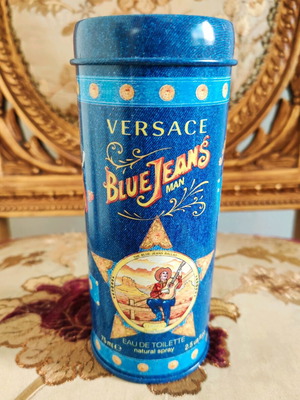 VERSACE
BLUE JEANS
MAN
EAU DE TOILETTE
natural spray